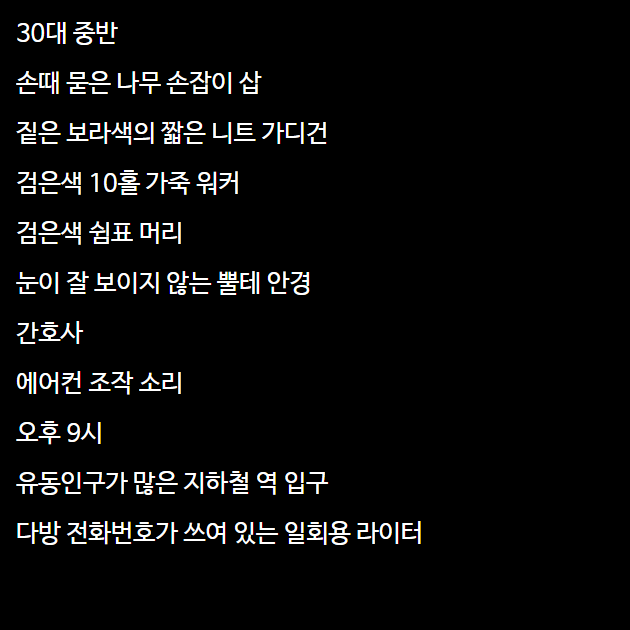 30대 중반
손때 묻은 나무 손잡이 삽
짙은 보라색의 짧은 니트 가디건
검은색 10홀 가죽 워커
검은색 쉼표 머리
눈이 잘 보이지 않는 뿔테 안경
간호사
에어컨 조작 소리
오후 9시
유동인구가 많은 지하철 역 입구
다방 전화번호가 쓰여 있는 일회용 라이터